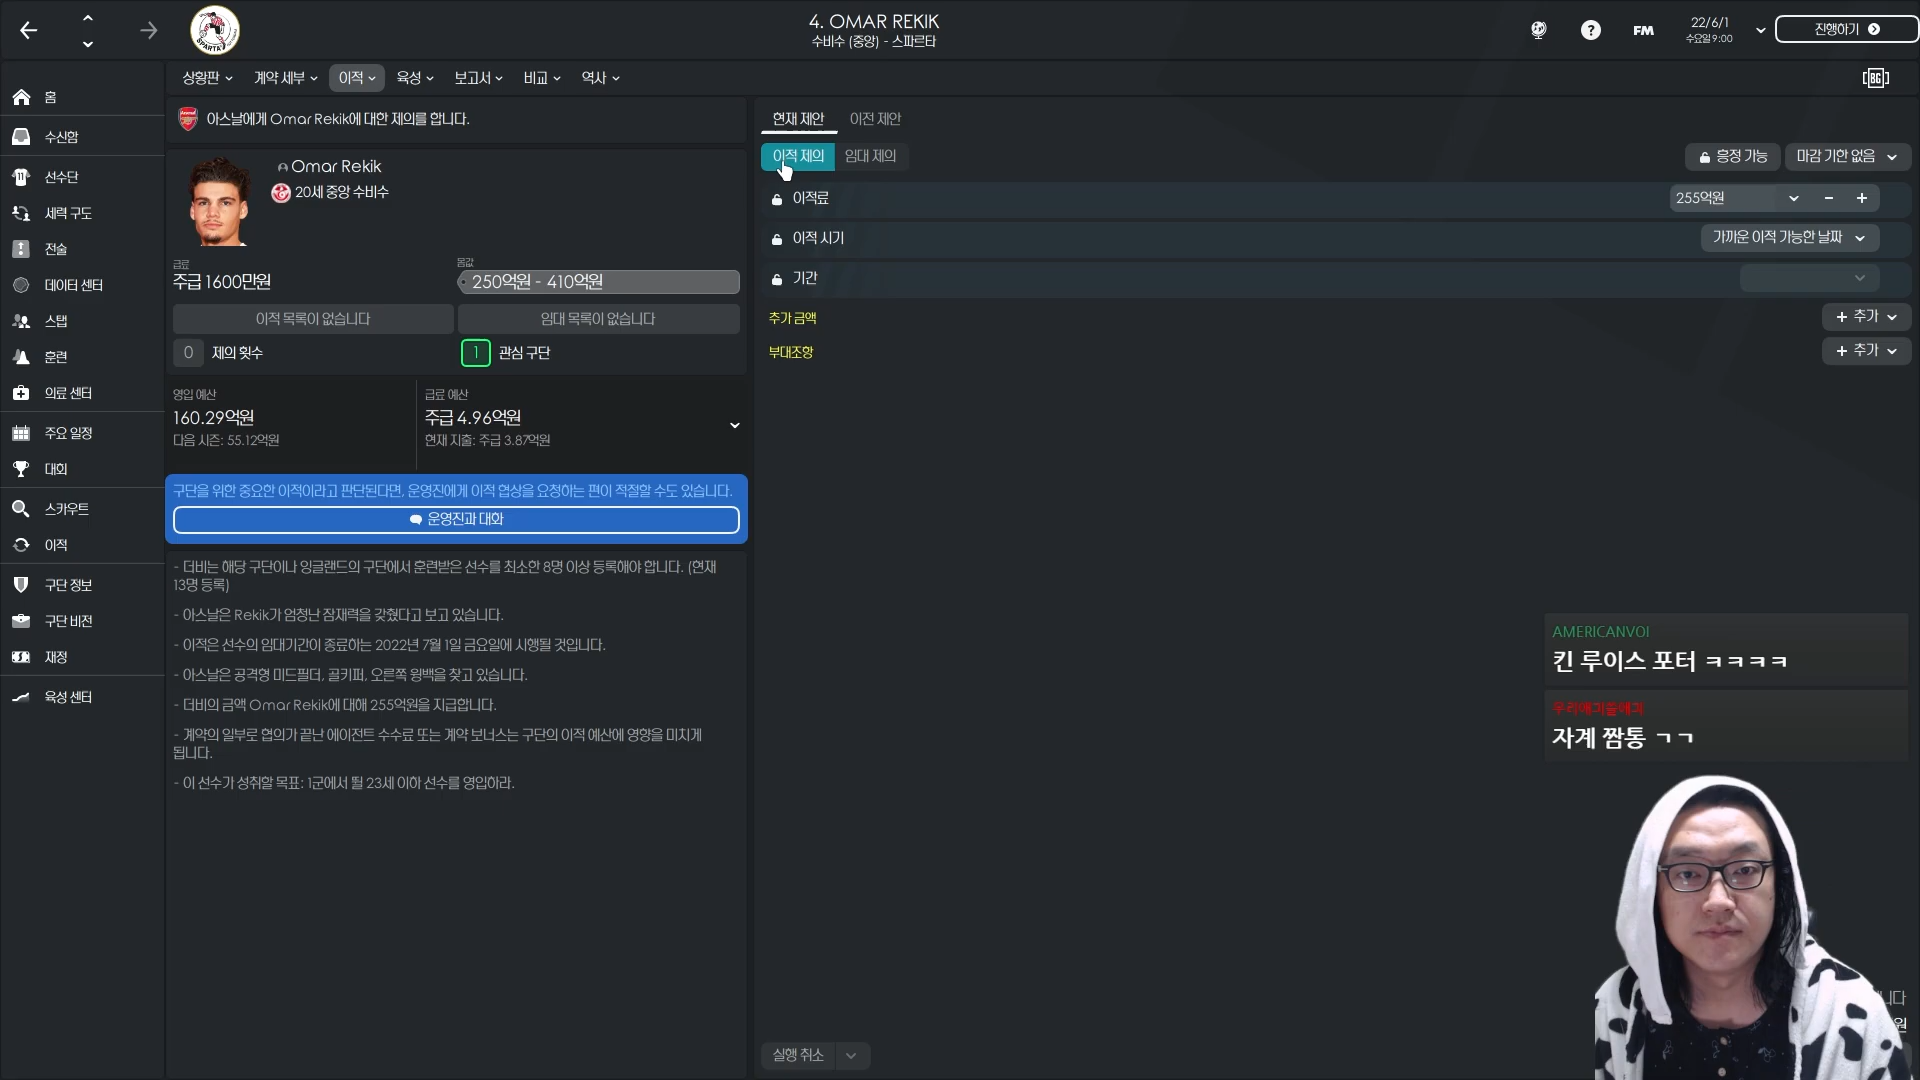 4. OMAR REKIK
수비수 (중앙) - 스파르타
FM
22/6/1
수요일 9:00
진행하기
상황판
계약 세부
이적
육성
보고서
비교
역사
홈
수신함
선수단
세력 구도
전술
데이터 센터
스탭
훈련
의료 센터
주요 일정
대회
스카우트
이적
구단 정보
구단 비전
재정
육성 센터
아스날에게 Omar Rekik에 대한 제의를 합니다.
Omar Rekik
20세 중앙 수비수
급료
주급 1600만원
몸값
250억원 - 410억원
이적 목록이 없습니다
임대 목록이 없습니다
0 제의 횟수
1 관심 구단
영입 예산
160.29억원
다음 시즌: 55.12억원
급료 예산
주급 4.96억원
현재 지출: 주급 3.87억원
구단을 위한 중요한 이적이라고 판단된다면, 운영진에게 이적 협상을 요청하는 편이 적절할 수도 있습니다.
운영진과 대화
- 더비는 해당 구단이나 잉글랜드의 구단에서 훈련받은 선수를 최소한 8명 이상 등록해야 합니다. (현재
13명 등록)
- 아스날은 Rekik가 엄청난 잠재력을 갖췄다고 보고 있습니다.
- 이적은 선수의 임대기간이 종료하는 2022년 7월 1일 금요일에 시행될 것입니다.
- 아스날은 공격형 미드필더, 골키퍼, 오른쪽 윙백을 찾고 있습니다.
- 더비의 금액 Omar Rekik에 대해 255억원을 지급합니다.
- 계약의 일부로 협의가 끝난 에이전트 수수료 또는 계약 보너스는 구단의 이적 예산에 영향을 미치게
됩니다.
- 이 선수가 성취할 목표: 1군에서 뛸 23세 이하 선수를 영입하라.
현재 제안
이전 제안
이적 제의
임대 제의
흥정 가능
마감 기한 없음
이적료
255억원
이적 시기
가까운 이적 가능한 날짜
기간
추가 금액
+ 추가
부대조항
+ 추가
AMERICANVOI
킨 루이스 포터 ㅋㅋㅋㅋ
자계 짬통 ㄱㄱ
실행 취소